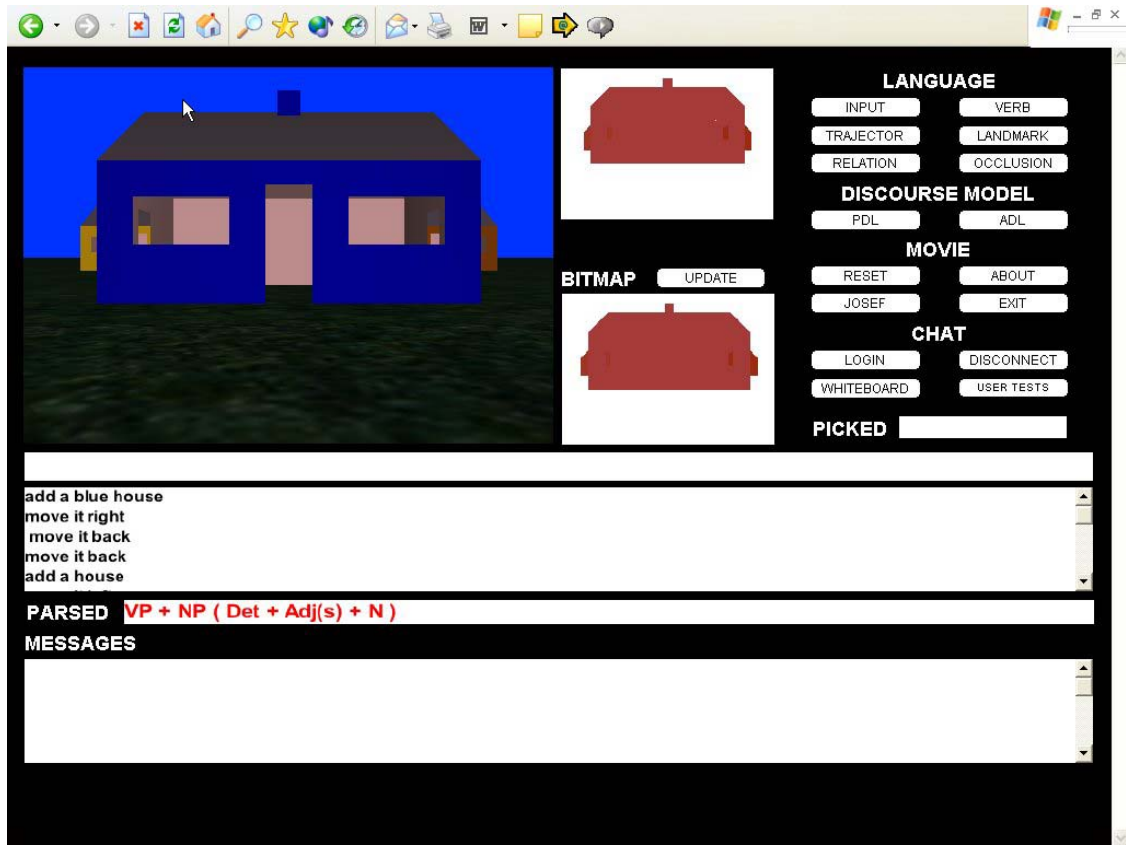 LANGUAGE
INPUT VERB
TRAJECTOR LANDMARK
RELATION OCCLUSION
DISCOURSE MODEL
PDL ADL
MOVIE
BITMAP UPDATE
RESET ABOUT
JOSEF EXIT
CHAT
LOGIN DISCONNECT
WHITEBOARD USER TESTS
PICKED
add a blue house
move it right
move it back
move it back
add a house
PARSED VP + NP ( Det + Adj(s) + N )
MESSAGES